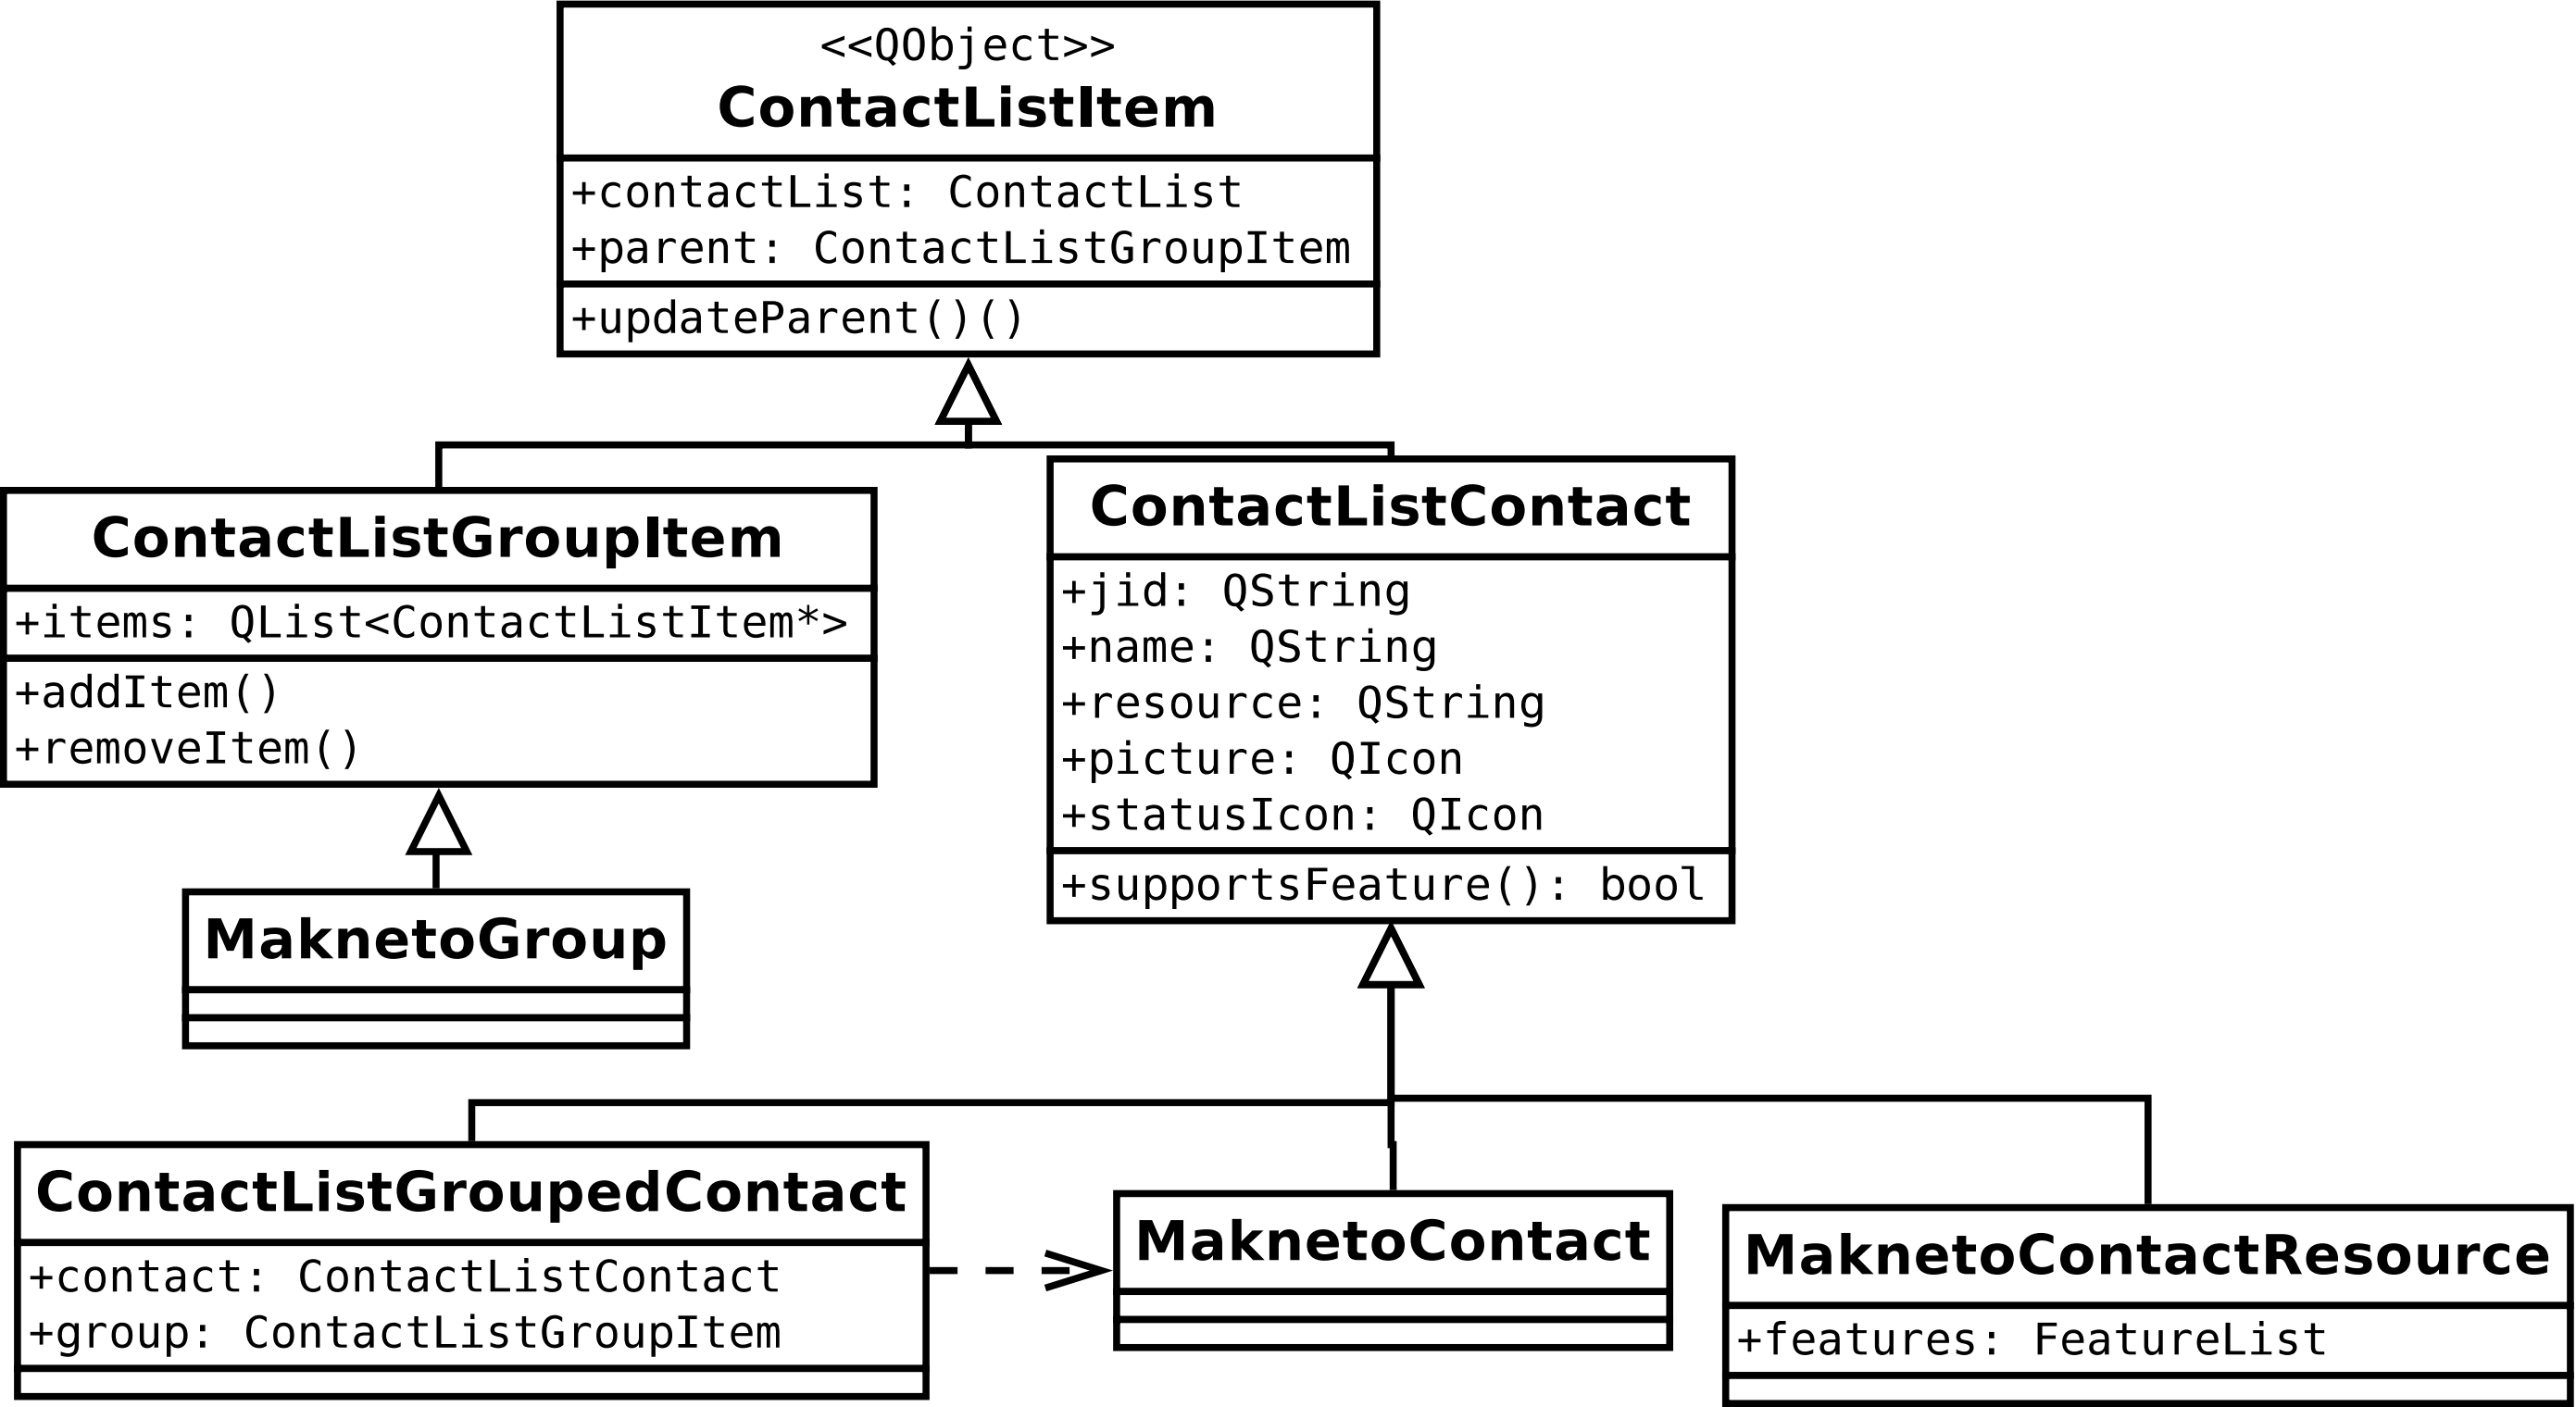 <<QObject>>
ContactListItem
+contactList: ContactList
+parent: ContactListGroupItem
+updateParent()()
ContactListGroupItem
+items: QList<ContactListItem*>
+addItem()
+removeItem()
ContactListContact
+jid: QString
+name: QString
+resource: QString
+picture: QIcon
+statusIcon: QIcon
+supportsFeature(): bool
MaknetoGroup
ContactListGroupedContact
+contact: ContactListContact
+group: ContactListGroupItem
MaknetoContact
MaknetoContactResource
+features: FeatureList